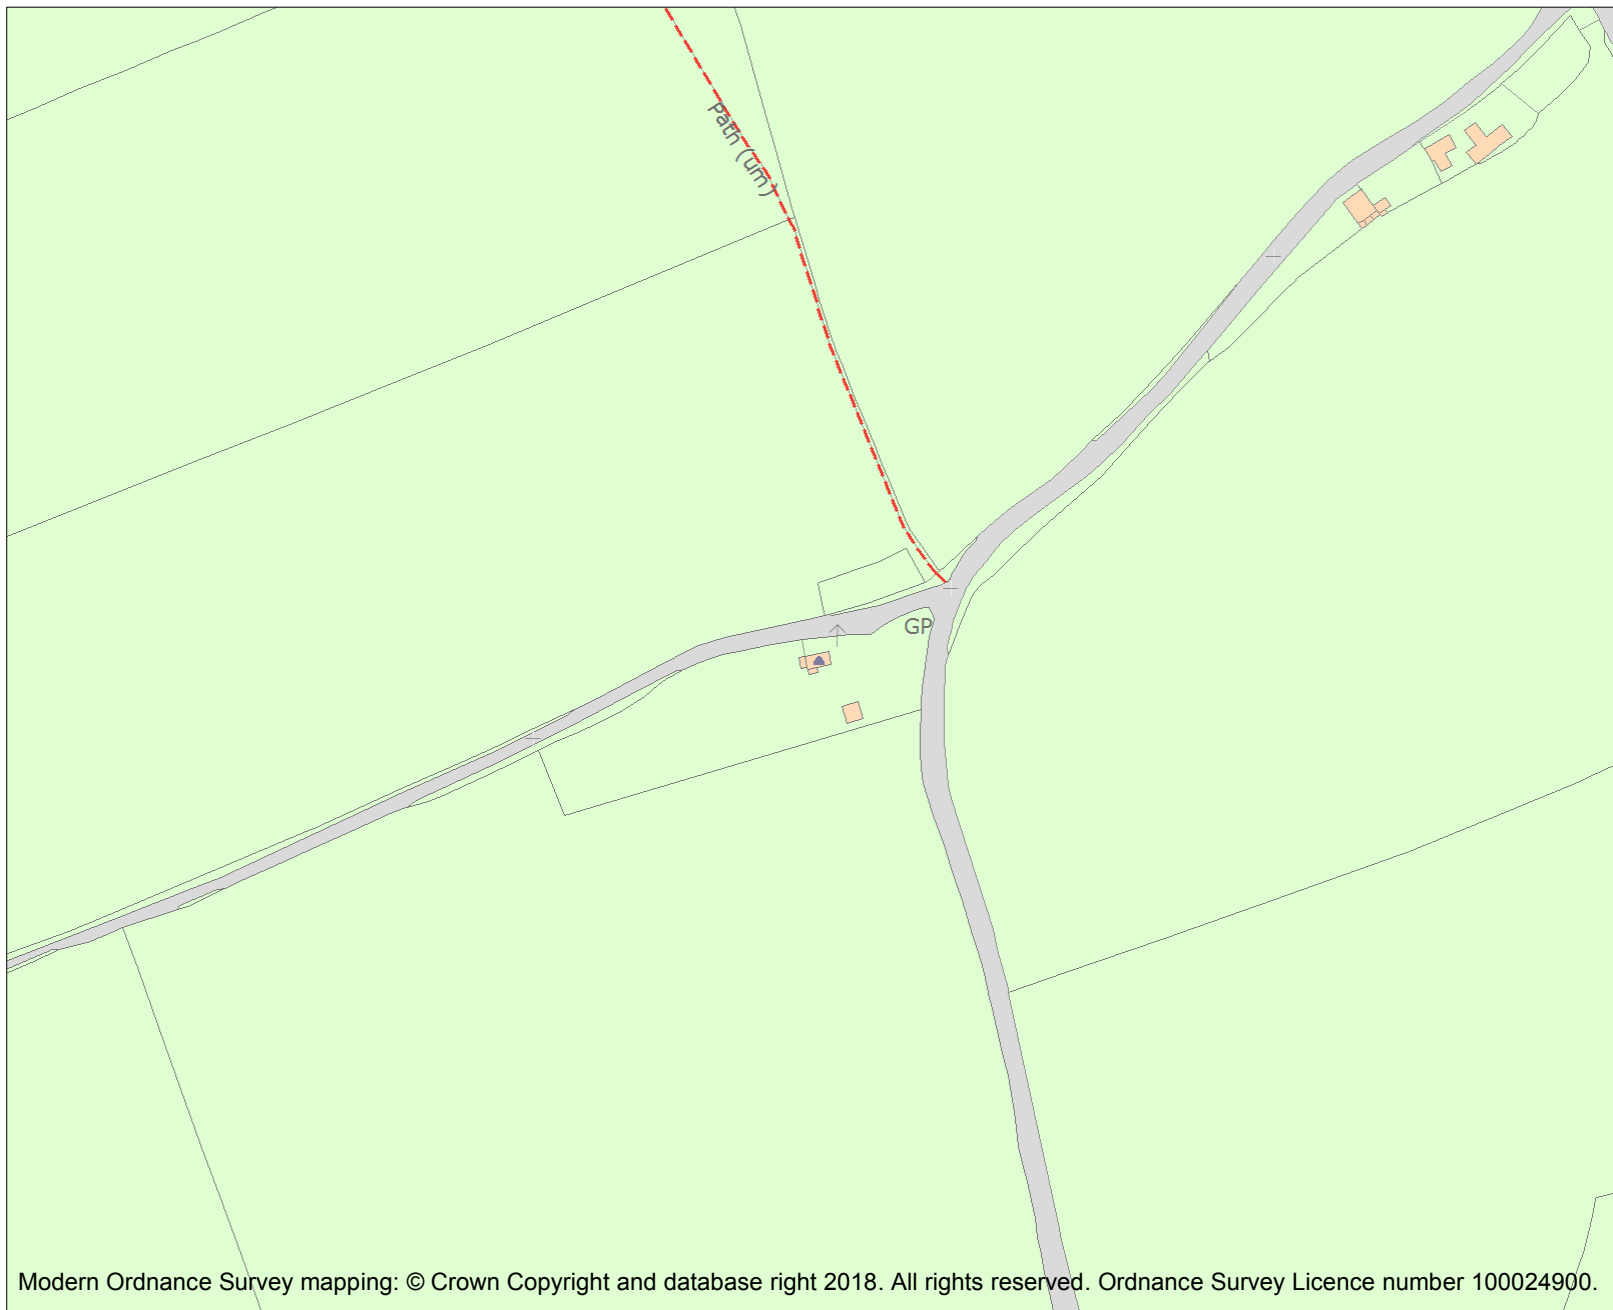 Path (um)
GP
Modern Ordnance Survey mapping: © Crown Copyright and database right 2018. All rights reserved. Ordnance Survey Licence number 100024900.